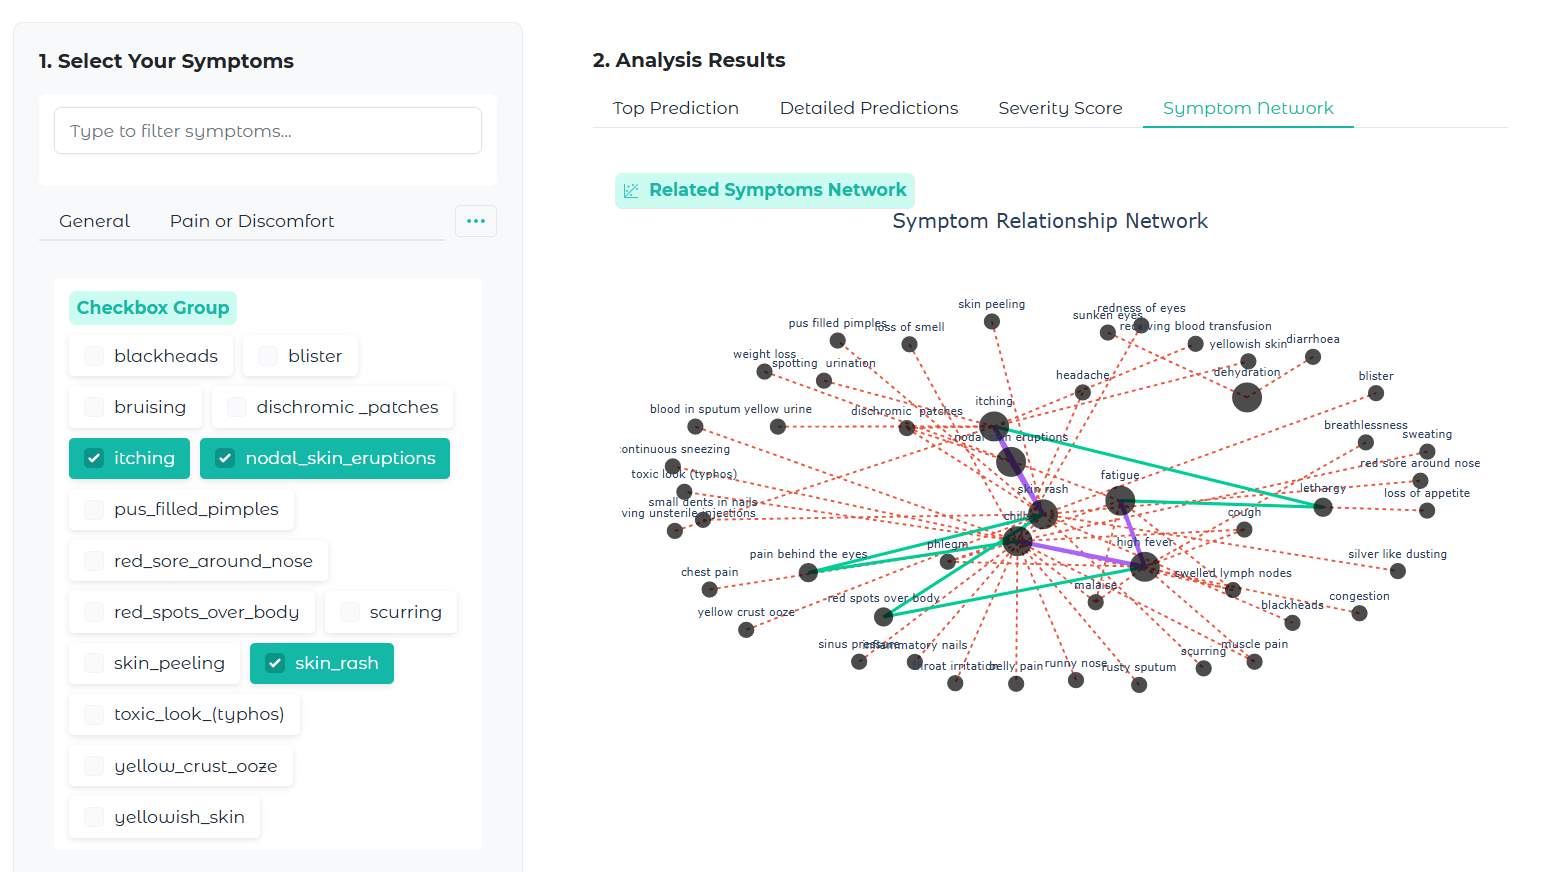 1. Select Your Symptoms
Type to filter symptoms...
General
Pain or Discomfort
Checkbox Group
blackheads
blister
bruising
dischromic _patches
itching
nodal_skin_eruptions
pus_filled_pimples
red_sore_around_nose
red_spots_over_body
scurring
skin_peeling
skin_rash
toxic_look_(typhos)
yellow_crust_ooze
yellowish_skin
2. Analysis Results
Top Prediction
Detailed Predictions
Severity Score
Symptom Network
Related Symptoms Network
Symptom Relationship Network
skin peeling
redness of eyes
sunken eyes
pus filled pimples
loss of smell
blood transfusion
yellowish skin
diarrhoea
weight loss
spotting urination
headache
dehydration
blister
itching
blood in sputum
yellow urine
dischromic patches
breathlessness
sweating
eruptions
continuous sneezing
red sore around nose
toxic look (typhos)
fatigue
skin rash
lethargy
loss of appetite
small dents in nails
ving unsterile injections
cough
phlegm
high fever
pain behind the eyes
silver like dusting
chest pain
swelled lymph nodes
malaise
red spots over body
yellow crust ooze
blackheads
congestion
sinus
nails
scurring
muscle pain
throat irritation
belly pain
runny nose
rusty sputum